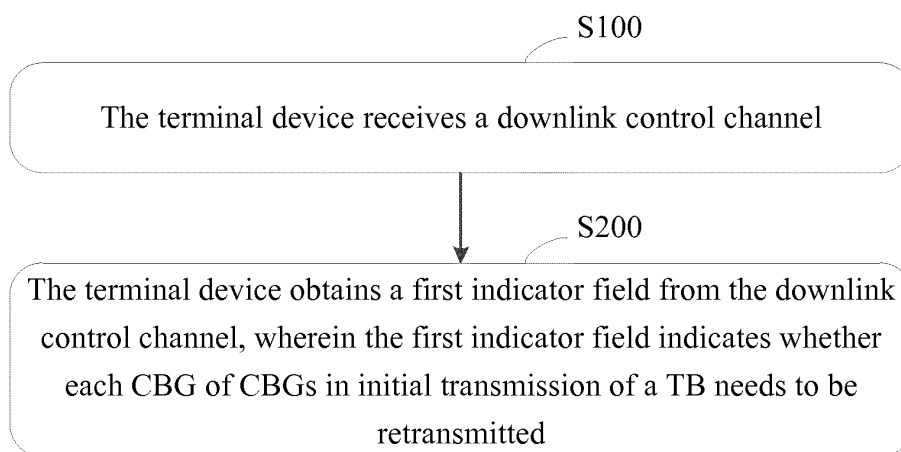 S100
The terminal device receives a downlink control channel
S200
The terminal device obtains a first indicator field from the downlink
control channel, wherein the first indicator field indicates whether
each CBG of CBGs in initial transmission of a TB needs to be
retransmitted